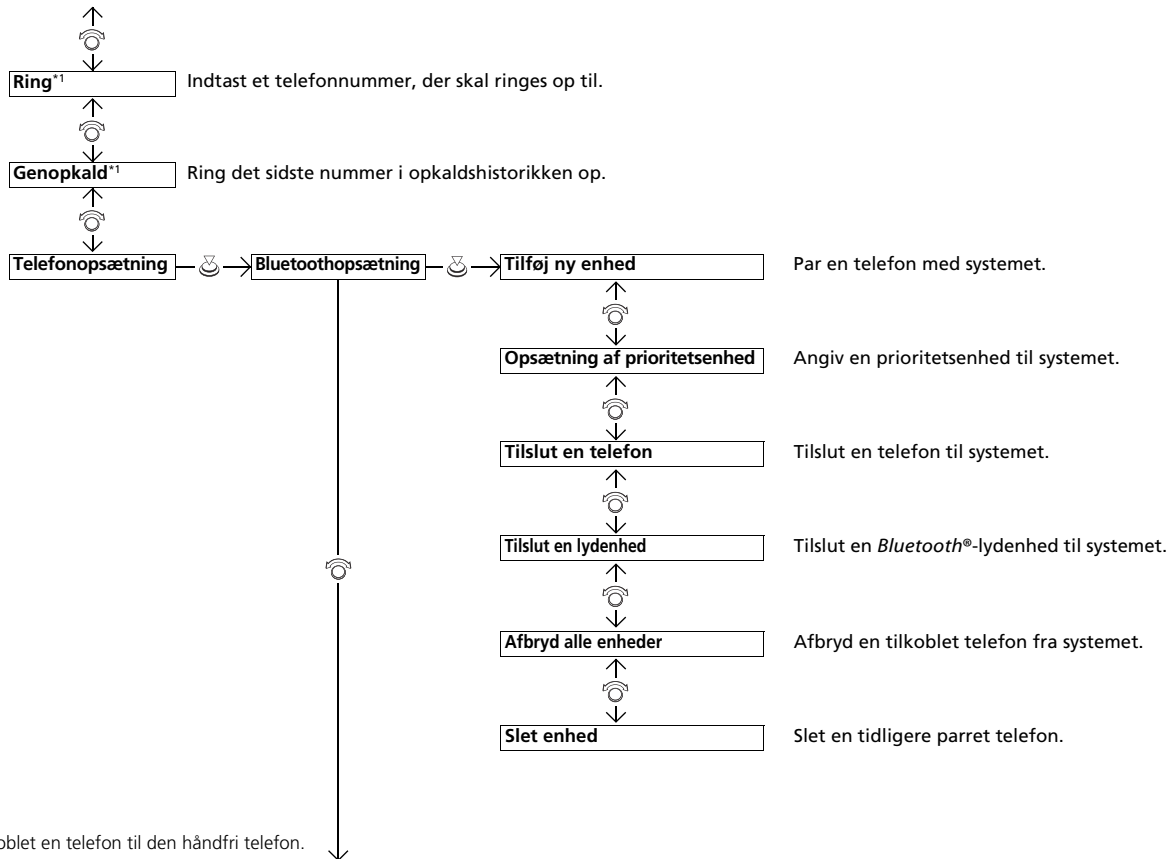 Ring*1 Indtast et telefonnummer, der skal ringes op til.
Genopkald*1 Ring det sidste nummer i opkaldshistorikken op.
Telefonopsætning Bluetoothopsætning Tilføj ny enhed Par en telefon med systemet.
Opsætning af prioritetsenhed Angiv en prioritetsenhed til systemet.
Tilslut en telefon Tilslut en telefon til systemet.
Tilslut en lydenhed Tilslut en Bluetooth®-lydenhed til systemet.
Afbryd alle enheder Afbryd en tilkoblet telefon fra systemet.
Slet enhed Slet en tidligere parret telefon.
en telefon til den håndfri telefon.